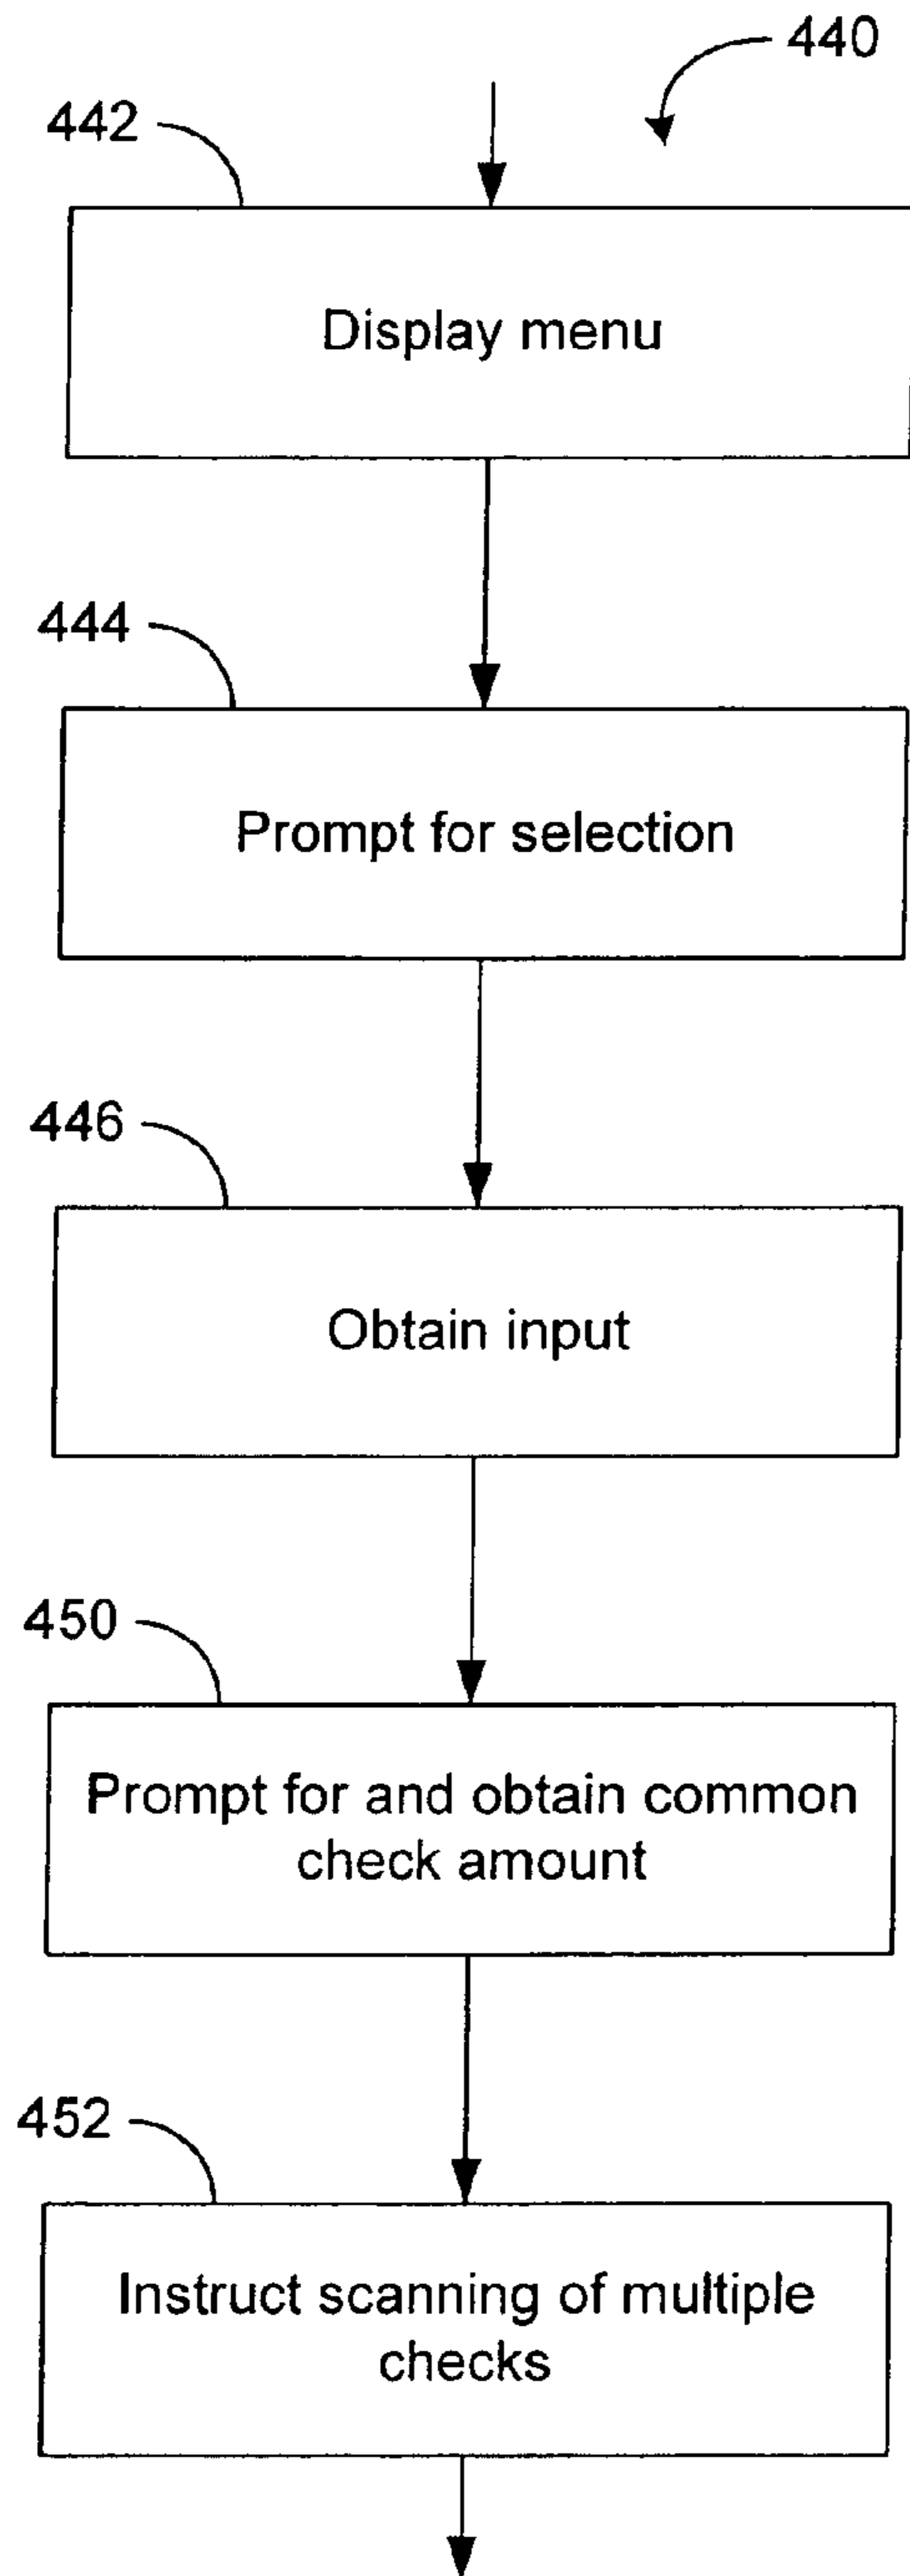 440
442
Display menu
444
Prompt for selection
446
Obtain input
450
Prompt for and obtain common
check amount
452
Instruct scanning of multiple
checks